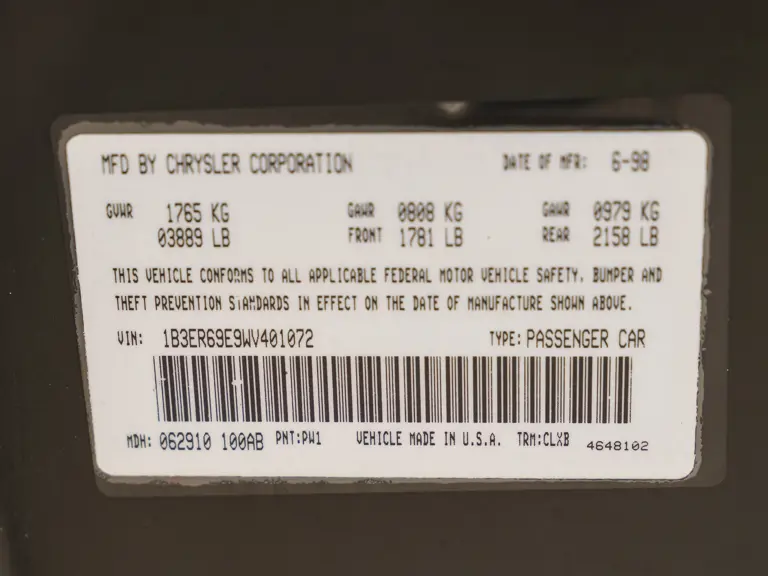 MFD BY CHRYSLER CORPORATION DATE OF MFR: 6-98
GVWR 1765 KG GAWR 0808 KG GAWR 0979 KG
03889 LB FRONT 1781 LB REAR 2158 LB
THIS VEHICLE CONFORMS TO ALL APPLICABLE FEDERAL MOTOR VEHICLE SAFETY, BUMPER AND
THEFT PREVENTION STANDARDS IN EFFECT ON THE DATE OF MANUFACTURE SHOWN ABOVE.
VIN: 1B3ER69E9WV401072 TYPE: PASSENGER CAR
MDH: 062910 100AB PNT:PW1 VEHICLE MADE IN U.S.A. TRM:CLXB 4648102